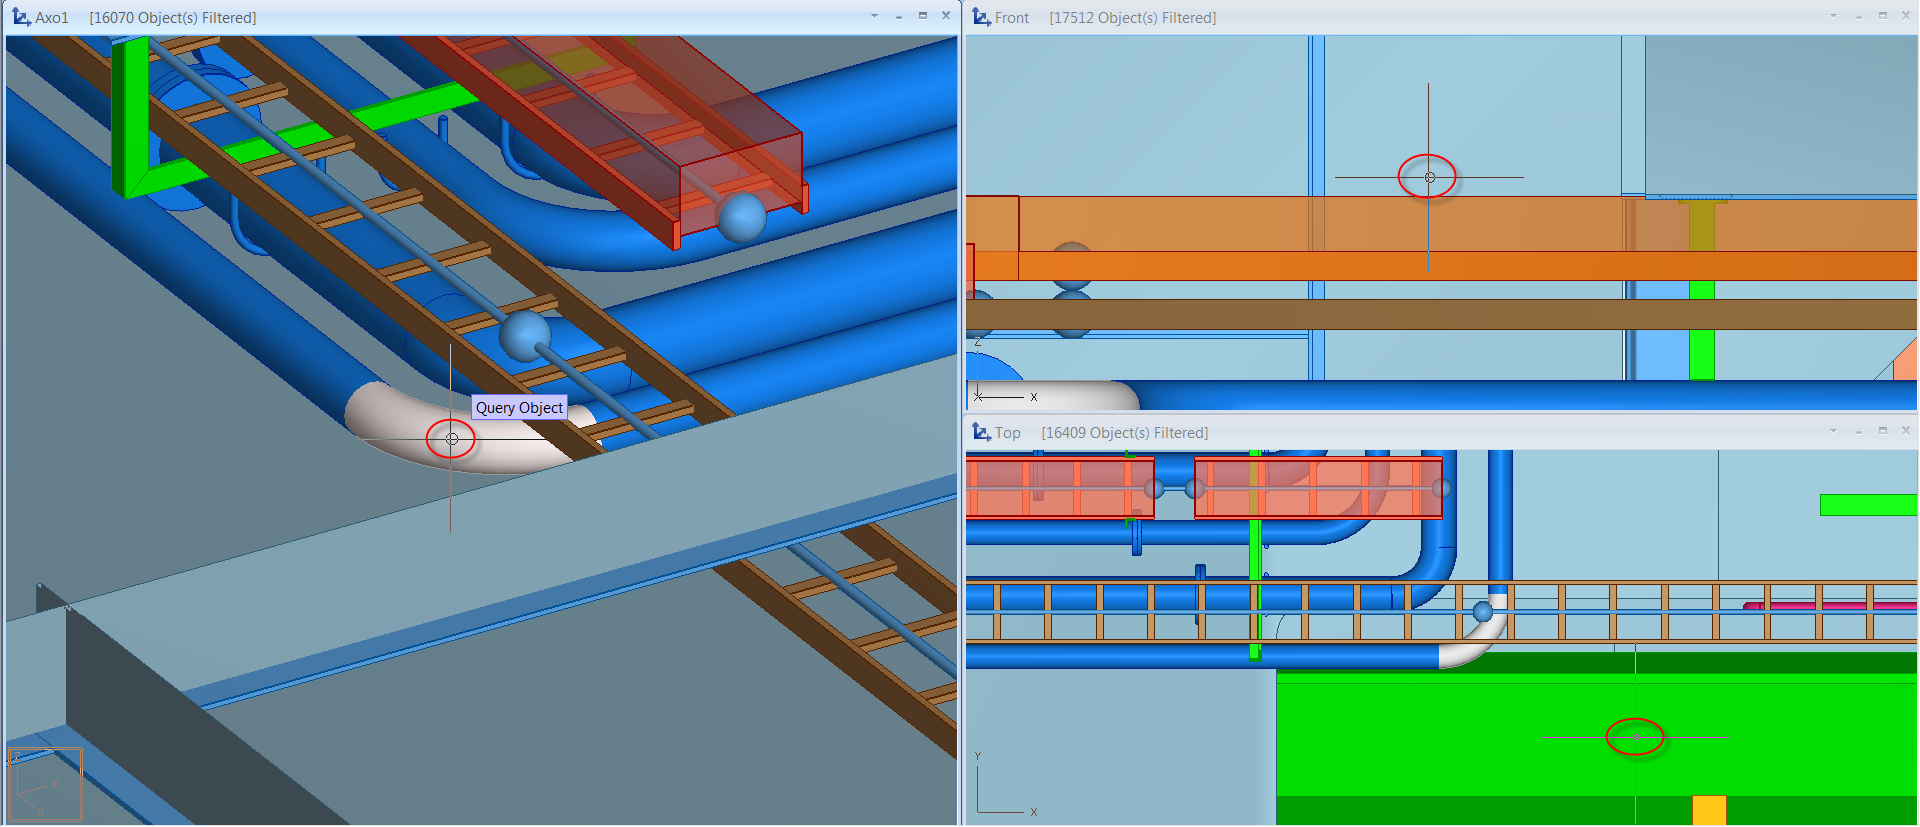 Axo1 [16070 Object(s) Filtered]
Front [17512 Object(s) Filtered]
Z
X
Query Object
Top [16409 Object(s) Filtered]
Y
X
Z
Y
X